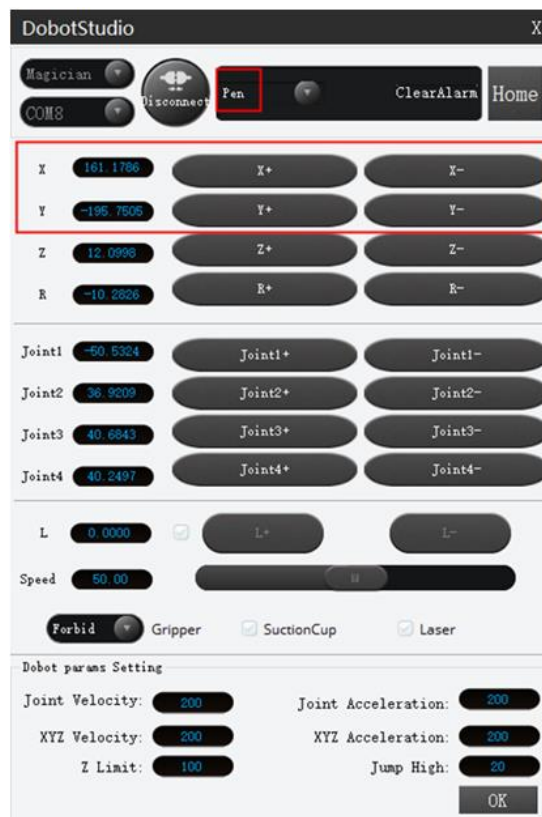 DobotStudio X
Magician
COM8
Disconnect
Pen ClearAlarm Home
X 161.1786 X+ X-
Y -195.7505 Y+ Y-
Z 12.0998 Z+ Z-
R -10.2826 R+ R-
Joint1 -50.5324 Joint1+ Joint1-
Joint2 36.9209 Joint2+ Joint2-
Joint3 40.6843 Joint3+ Joint3-
Joint4 40.2497 Joint4+ Joint4-
L 0.0000 L+ L-
Speed 50.00
Forbid Gripper SuctionCup Laser
Dobot params Setting
Joint Velocity: 200 Joint Acceleration: 200
XYZ Velocity: 200 XYZ Acceleration: 200
Z Limit: 100 Jump High: 20
OK